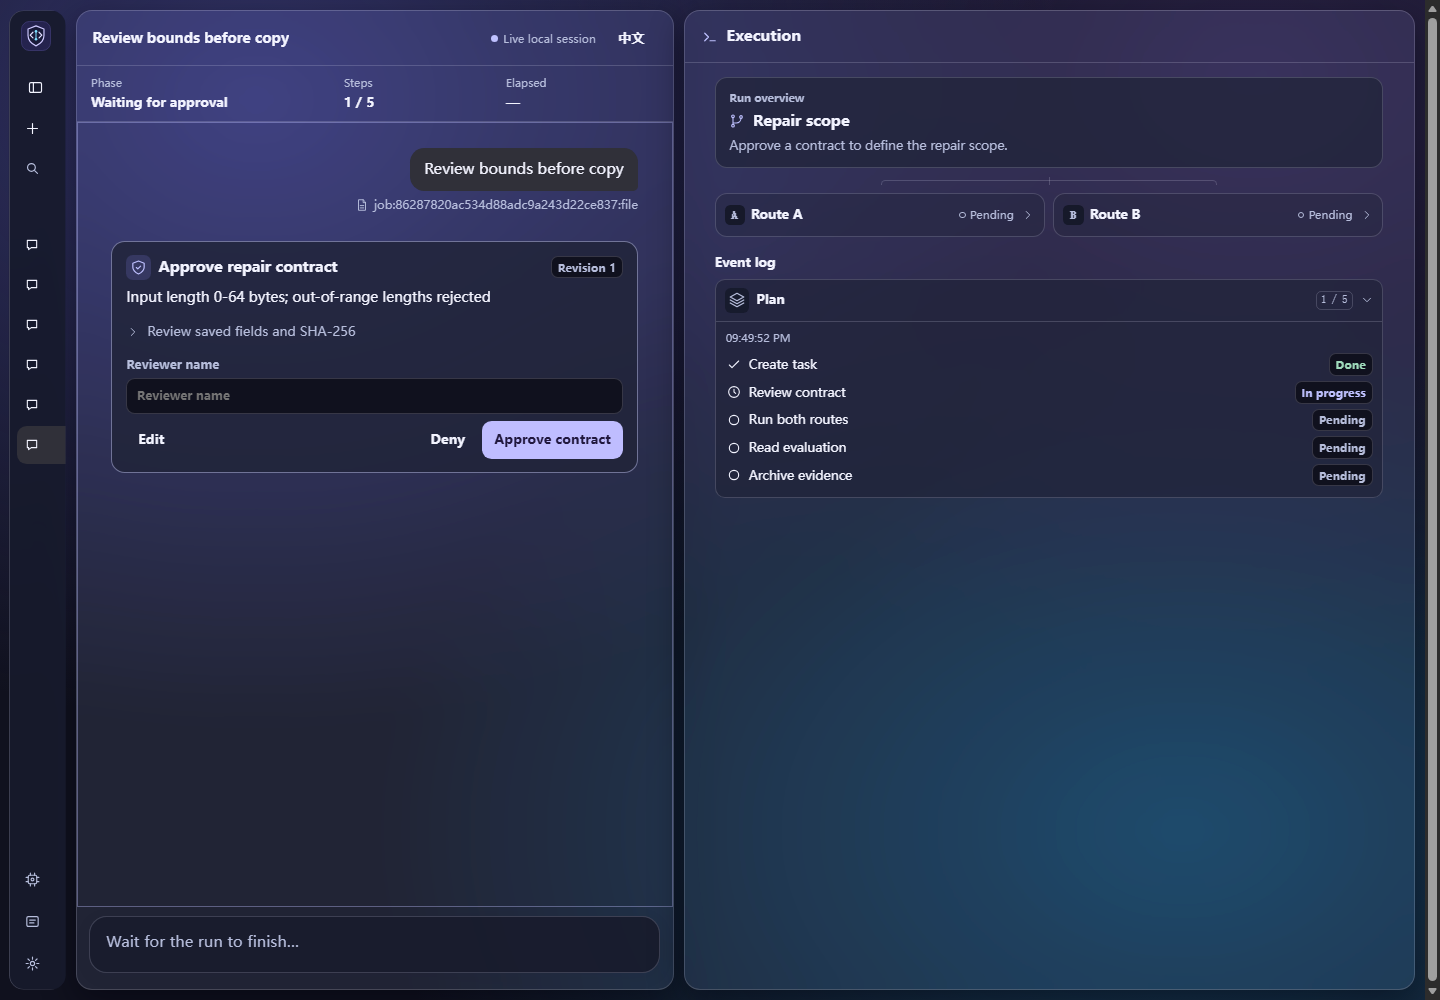 Review bounds before copy
Live local session
中文
Phase
Waiting for approval
Steps
1 / 5
Elapsed
—
Review bounds before copy
job:86287820ac534d88adc9a243d22ce837:file
Approve repair contract
Revision 1
Input length 0-64 bytes; out-of-range lengths rejected
Review saved fields and SHA-256
Reviewer name
Reviewer name
Edit
Deny
Approve contract
Wait for the run to finish...
Execution
Run overview
Repair scope
Approve a contract to define the repair scope.
A Route A
Pending
B Route B
Pending
Event log
Plan
1 / 5
09:49:52 PM
Create task
Done
Review contract
In progress
Run both routes
Pending
Read evaluation
Pending
Archive evidence
Pending